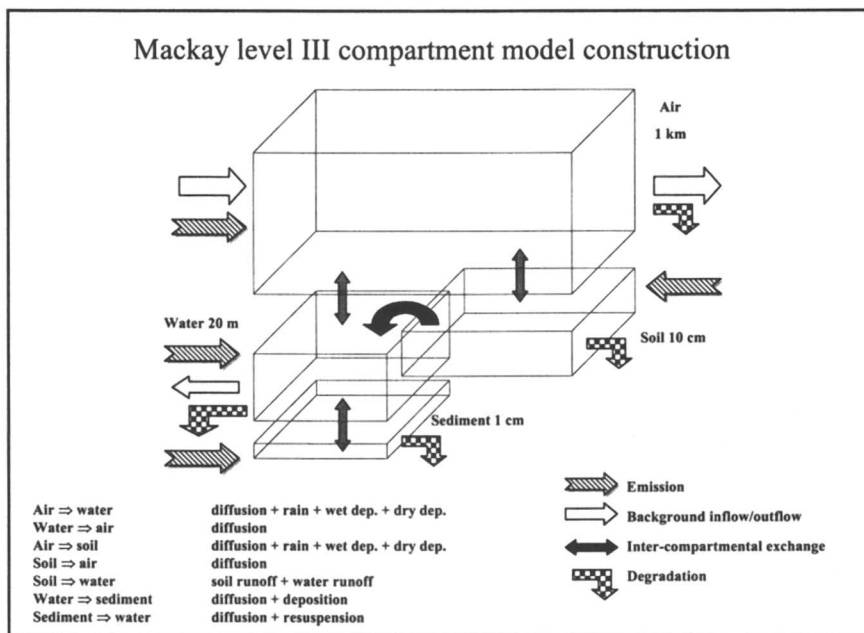 Mackay level III compartment model construction
Air
1 km
Water 20 m
Soil 10 cm
Sediment 1 cm
Air ⇒ water diffusion + rain + wet dep. + dry dep.
Water ⇒ air diffusion
Air ⇒ soil diffusion + rain + wet dep. + dry dep.
Soil ⇒ air diffusion
Soil ⇒ water soil runoff + water runoff
Water ⇒ sediment diffusion + deposition
Sediment ⇒ water diffusion + resuspension
Emission
Background inflow/outflow
Inter-compartmental exchange
Degradation